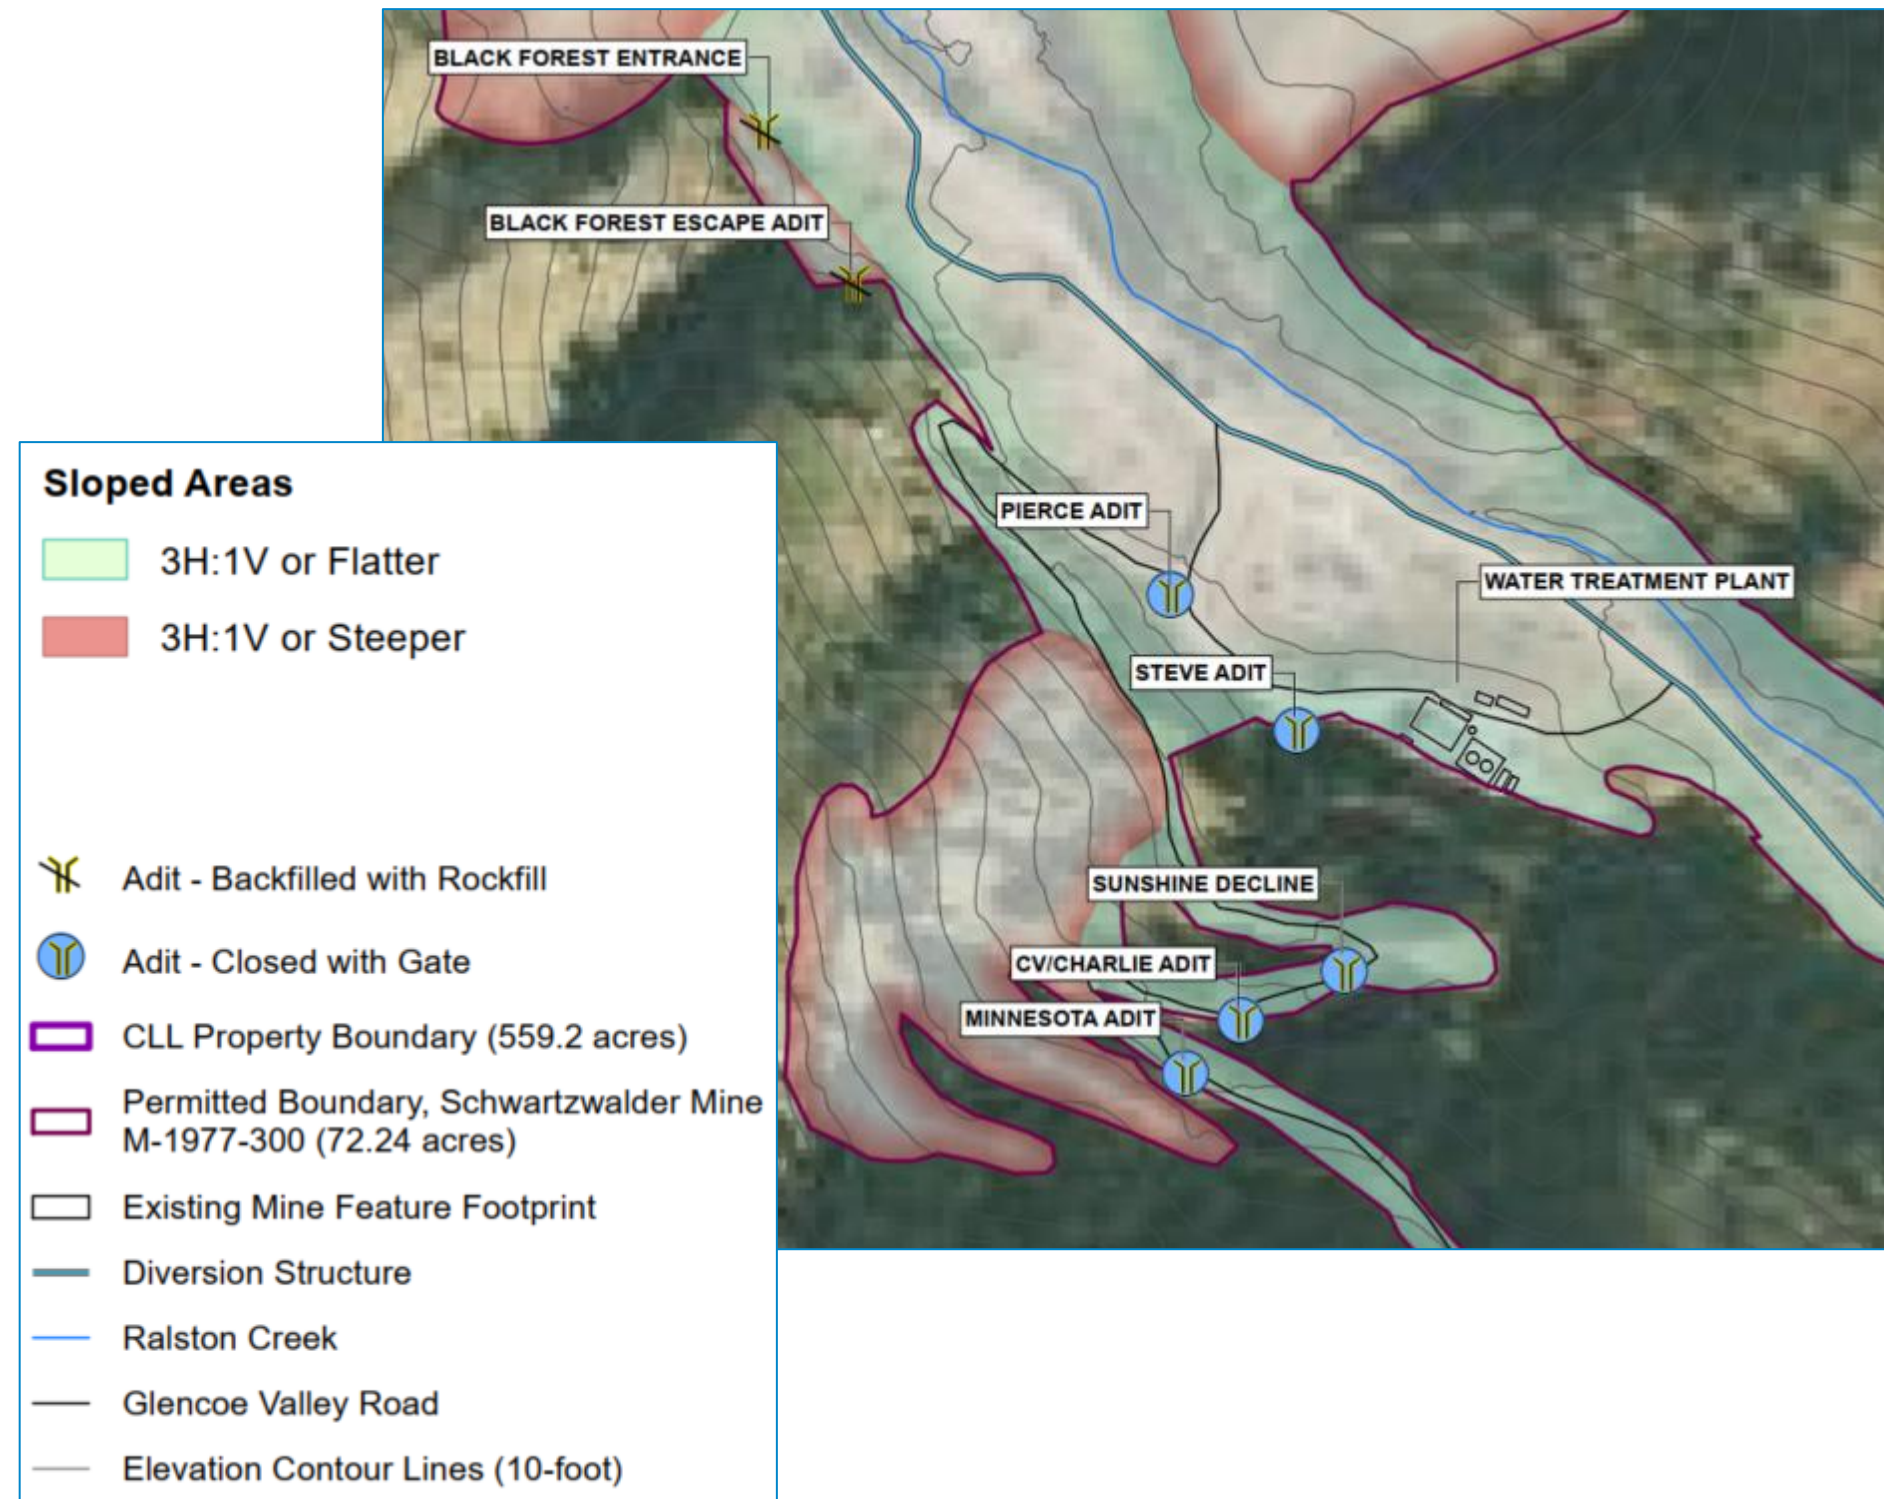 BLACK FOREST ENTRANCE
BLACK FOREST ESCAPE ADIT
PIERCE ADIT
WATER TREATMENT PLANT
STEVE ADIT
SUNSHINE DECLINE
CV/CHARLIE ADIT
MINNESOTA ADIT
Sloped Areas
3H:1V or Flatter
3H:1V or Steeper
Adit - Backfilled with Rockfill
Adit - Closed with Gate
CLL Property Boundary (559.2 acres)
Permitted Boundary, Schwartzwalder Mine
M-1977-300 (72.24 acres)
Existing Mine Feature Footprint
Diversion Structure
Ralston Creek
Glencoe Valley Road
Elevation Contour Lines (10-foot)